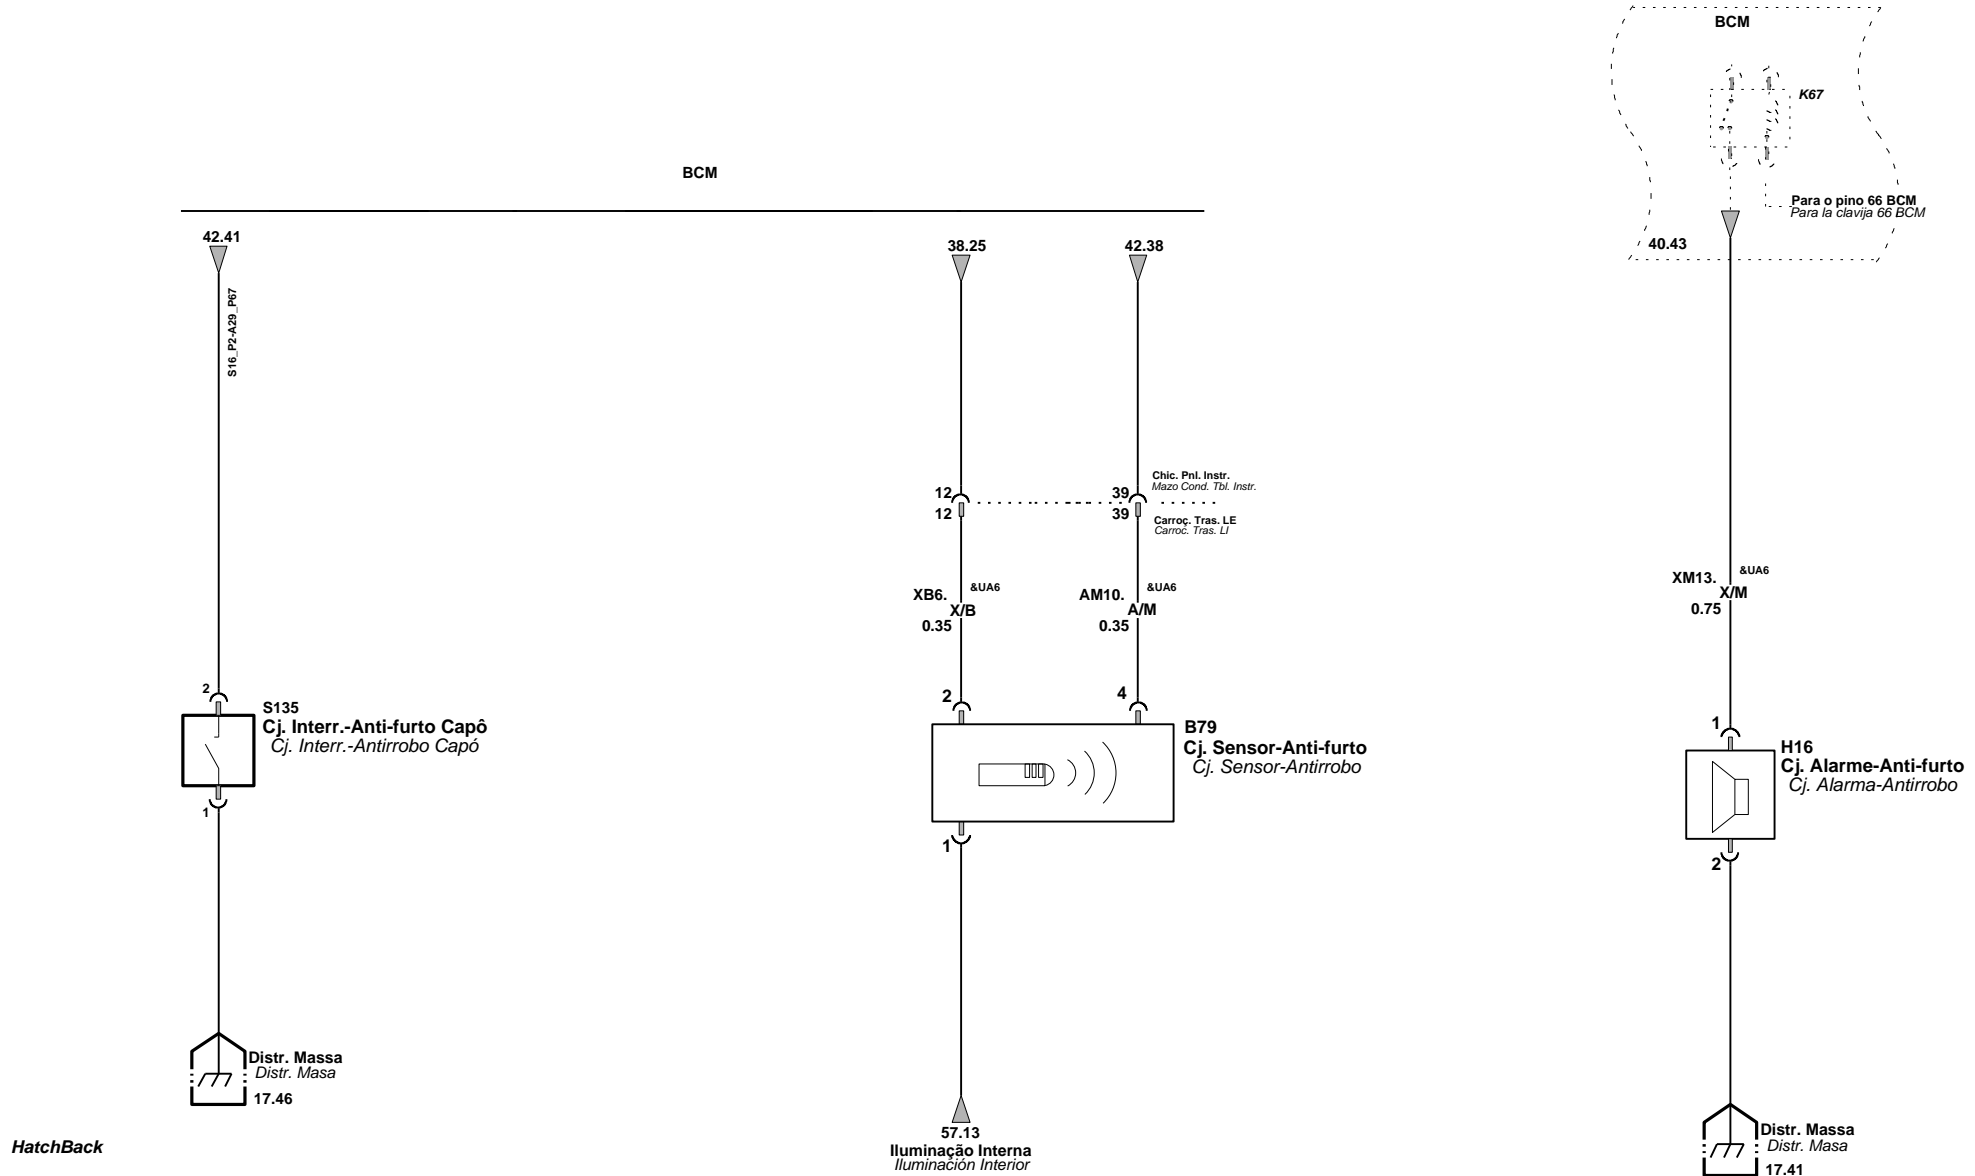 BCM
K67
Para o pino 66 BCM
Para la clavija 66 BCM
40.43
BCM
42.41
38.25
42.38
S16_P2-A29_P67
12
12
39
39
Chic. Pnl. Instr.
Mazo Cond. Tbl. Instr.
Carroç. Tras. LE
Carroc. Tras. LI
XB6.
&UA6
X/B
0.35
AM10.
&UA6
A/M
0.35
XM13.
&UA6
X/M
0.75
2
S135
Cj. Interr.-Anti-furto Capô
Cj. Interr.-Antirrobo Capó
1
2
4
B79
Cj. Sensor-Anti-furto
Cj. Sensor-Antirrobo
1
1
H16
Cj. Alarme-Anti-furto
Cj. Alarma-Antirrobo
2
Distr. Massa
Distr. Masa
17.46
57.13
Iluminação Interna
Iluminación Interior
Distr. Massa
Distr. Masa
17.41
HatchBack